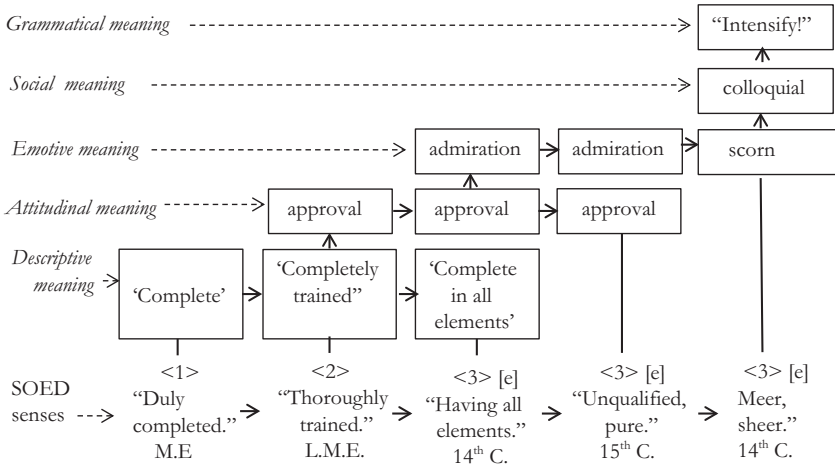 Grammatical meaning
“Intensify!”
Social meaning
colloquial
Emotive meaning
admiration
admiration
scorn
Attitudinal meaning
approval
approval
approval
Descriptive
meaning
‘Complete’
‘Completely
trained”
‘Complete
in all
elements’
SOED
senses
<1>
“Duly
completed.”
M.E
<2>
“Thoroughly
trained.”
L.M.E.
<3> [e]
“Having all
elements.”
14th C.
<3> [e]
“Unqualified,
pure.”
15th C.
<3> [e]
Meer,
sheer.”
14th C.